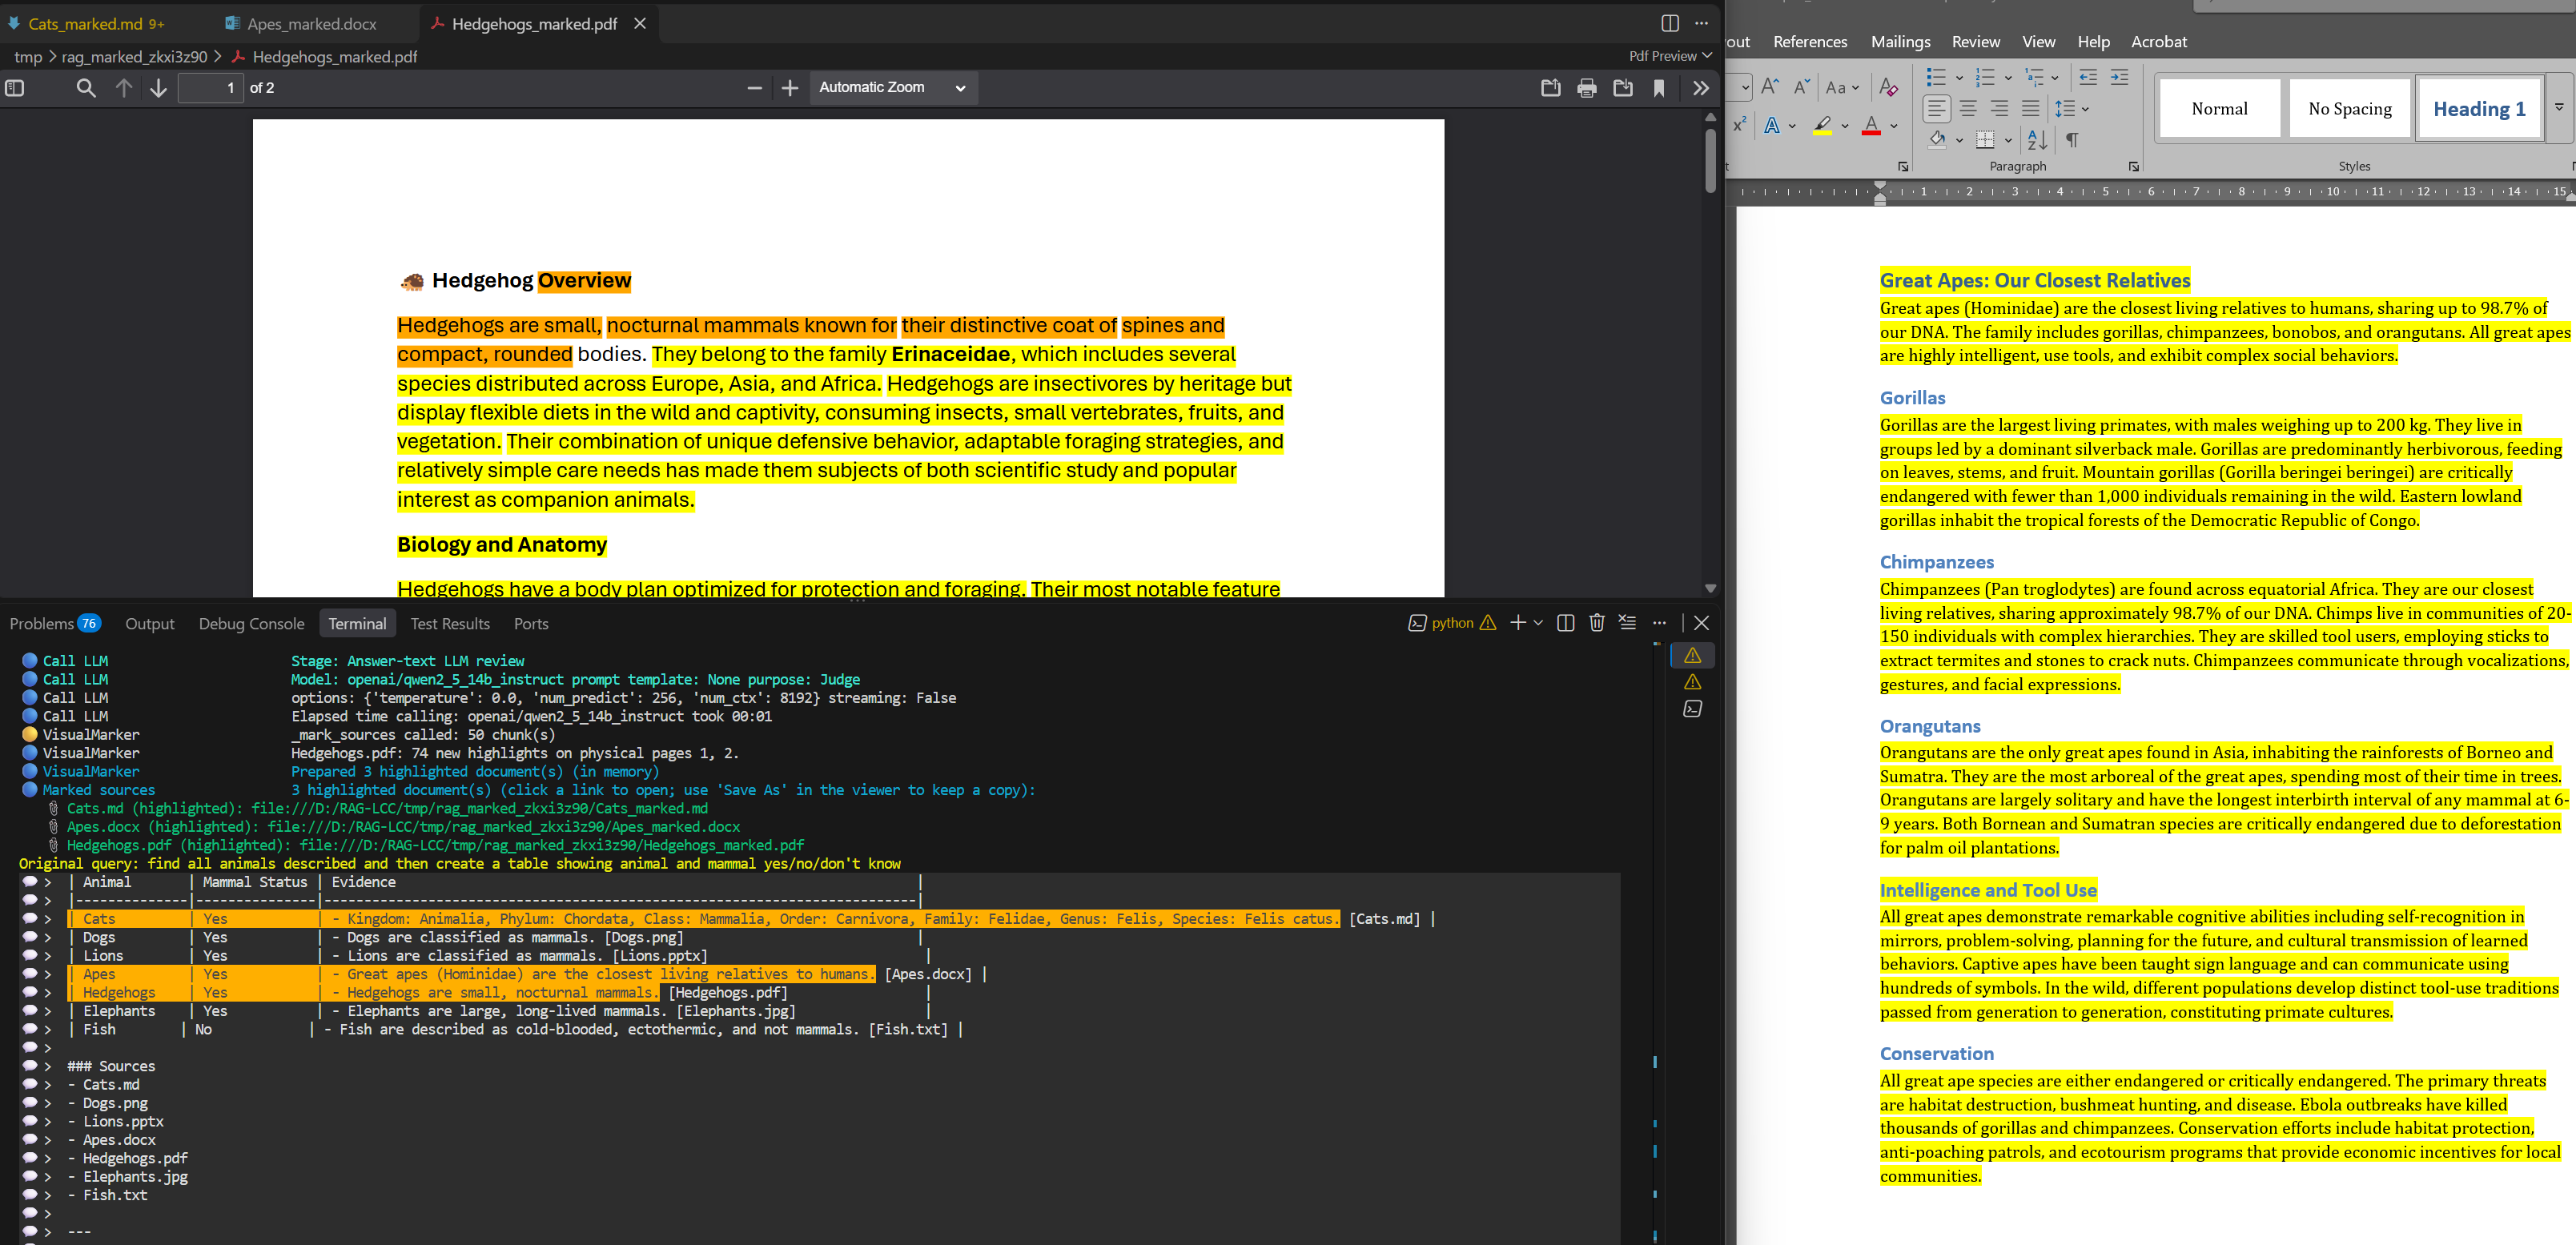 Cats_marked.md 9+
Apes_marked.docx
Hedgehogs_marked.pdf
tmp > rag_marked_zkxi3z90 > Hedgehogs_marked.pdf
Pdf Preview
1 of 2
Automatic Zoom
Hedgehog Overview
Hedgehogs are small, nocturnal mammals known for their distinctive coat of spines and
compact, rounded bodies. They belong to the family Erinaceidae, which includes several
species distributed across Europe, Asia, and Africa. Hedgehogs are insectivores by heritage but
display flexible diets in the wild and captivity, consuming insects, small vertebrates, fruits, and
vegetation. Their combination of unique defensive behavior, adaptable foraging strategies, and
relatively simple care needs has made them subjects of both scientific study and popular
interest as companion animals.
Biology and Anatomy
Hedgehogs have a body plan optimized for protection and foraging. Their most notable feature
Problems 76
Output
Debug Console
Terminal
Test Results
Ports
python
Call LLM Stage: Answer-text LLM review
Call LLM Model: openai/qwen2_5_14b_instruct prompt template: None purpose: Judge
Call LLM options: {'temperature': 0.0, 'num_predict': 256, 'num_ctx': 8192} streaming: False
Call LLM Elapsed time calling: openai/qwen2_5_14b_instruct took 00:01
VisualMarker _mark_sources called: 50 chunk(s)
VisualMarker Hedgehogs.pdf: 74 new highlights on physical pages 1, 2.
VisualMarker Prepared 3 highlighted document(s) (in memory)
Marked sources 3 highlighted document(s) (click a link to open; use 'Save As' in the viewer to keep a copy):
Cats.md (highlighted): file:///D:/RAG-LCC/tmp/rag_marked_zkxi3z90/Cats_marked.md
Apes.docx (highlighted): file:///D:/RAG-LCC/tmp/rag_marked_zkxi3z90/Apes_marked.docx
Hedgehogs.pdf (highlighted): file:///D:/RAG-LCC/tmp/rag_marked_zkxi3z90/Hedgehogs_marked.pdf
Original query: find all animals described and then create a table showing animal and mammal yes/no/don't know
> | Animal | Mammal Status | Evidence |
> |--------------|---------------|-------------------------------------------------------------------------|
> | Cats | Yes | - Kingdom: Animalia, Phylum: Chordata, Class: Mammalia, Order: Carnivora, Family: Felidae, Genus: Felis, Species: Felis catus. [Cats.md] |
> | Dogs | Yes | - Dogs are classified as mammals. [Dogs.png] |
> | Lions | Yes | - Lions are classified as mammals. [Lions.pptx] |
> | Apes | Yes | - Great apes (Hominidae) are the closest living relatives to humans. [Apes.docx] |
> | Hedgehogs | Yes | - Hedgehogs are small, nocturnal mammals. [Hedgehogs.pdf] |
> | Elephants | Yes | - Elephants are large, long-lived mammals. [Elephants.jpg] |
> | Fish | No | - Fish are described as cold-blooded, ectothermic, and not mammals. [Fish.txt] |
>
> ### Sources
> - Cats.md
> - Dogs.png
> - Lions.pptx
> - Apes.docx
> - Hedgehogs.pdf
> - Elephants.jpg
> - Fish.txt
>
> ---
out References Mailings Review View Help Acrobat
Aa
Normal
No Spacing
Heading 1
Paragraph
Styles
1 2 3 4 5 6 7 8 9 10 11 12 13 14 15
Great Apes: Our Closest Relatives
Great apes (Hominidae) are the closest living relatives to humans, sharing up to 98.7% of
our DNA. The family includes gorillas, chimpanzees, bonobos, and orangutans. All great apes
are highly intelligent, use tools, and exhibit complex social behaviors.
Gorillas
Gorillas are the largest living primates, with males weighing up to 200 kg. They live in
groups led by a dominant silverback male. Gorillas are predominantly herbivorous, feeding
on leaves, stems, and fruit. Mountain gorillas (Gorilla beringei beringei) are critically
endangered with fewer than 1,000 individuals remaining in the wild. Eastern lowland
gorillas inhabit the tropical forests of the Democratic Republic of Congo.
Chimpanzees
Chimpanzees (Pan troglodytes) are found across equatorial Africa. They are our closest
living relatives, sharing approximately 98.7% of our DNA. Chimps live in communities of 20-
150 individuals with complex hierarchies. They are skilled tool users, employing sticks to
extract termites and stones to crack nuts. Chimpanzees communicate through vocalizations,
gestures, and facial expressions.
Orangutans
Orangutans are the only great apes found in Asia, inhabiting the rainforests of Borneo and
Sumatra. They are the most arboreal of the great apes, spending most of their time in trees.
Orangutans are largely solitary and have the longest interbirth interval of any mammal at 6-
9 years. Both Bornean and Sumatran species are critically endangered due to deforestation
for palm oil plantations.
Intelligence and Tool Use
All great apes demonstrate remarkable cognitive abilities including self-recognition in
mirrors, problem-solving, planning for the future, and cultural transmission of learned
behaviors. Captive apes have been taught sign language and can communicate using
hundreds of symbols. In the wild, different populations develop distinct tool-use traditions
passed from generation to generation, constituting primate cultures.
Conservation
All great ape species are either endangered or critically endangered. The primary threats
are habitat destruction, bushmeat hunting, and disease. Ebola outbreaks have killed
thousands of gorillas and chimpanzees. Conservation efforts include habitat protection,
anti-poaching patrols, and ecotourism programs that provide economic incentives for local
communities.